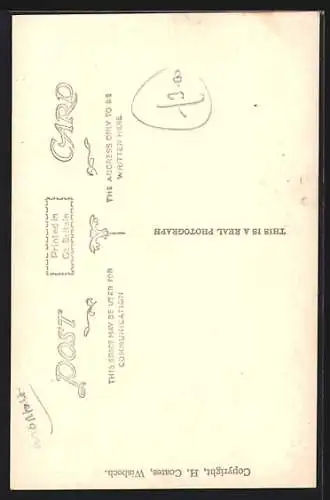 POST CARD
Printed in
Gt. Britain
THIS SPACE MAY BE USED FOR
COMMUNICATION
THE ADDRESS ONLY TO BE
WRITTEN HERE
THIS IS A REAL PHOTOGRAPH
Copyright, H. Coates, Wisbech.